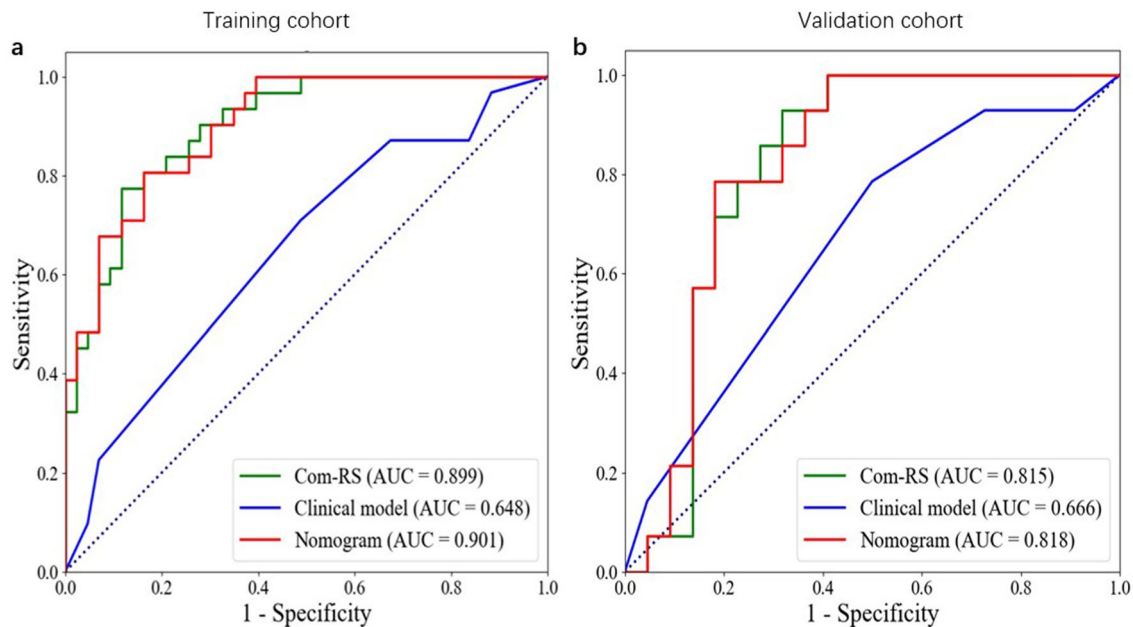 Training cohort
a
1.0
0.8
0.6
0.4
0.2
0.0
Sensitivity
0.0 0.2 0.4 0.6 0.8 1.0
1 - Specificity
Com-RS (AUC = 0.899)
Clinical model (AUC = 0.648)
Nomogram (AUC = 0.901)
Validation cohort
b
1.0
0.8
0.6
0.4
0.2
0.0
Sensitivity
0.0 0.2 0.4 0.6 0.8 1.0
1 - Specificity
Com-RS (AUC = 0.815)
Clinical model (AUC = 0.666)
Nomogram (AUC = 0.818)